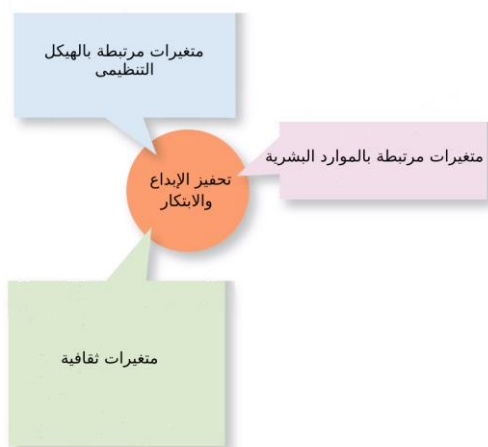 متغيرات مرتبطة بالهيكل
التنظيمى
متغيرات مرتبطة بالموارد البشرية
تحفيز الإبداع
والابتكار
متغيرات ثقافية